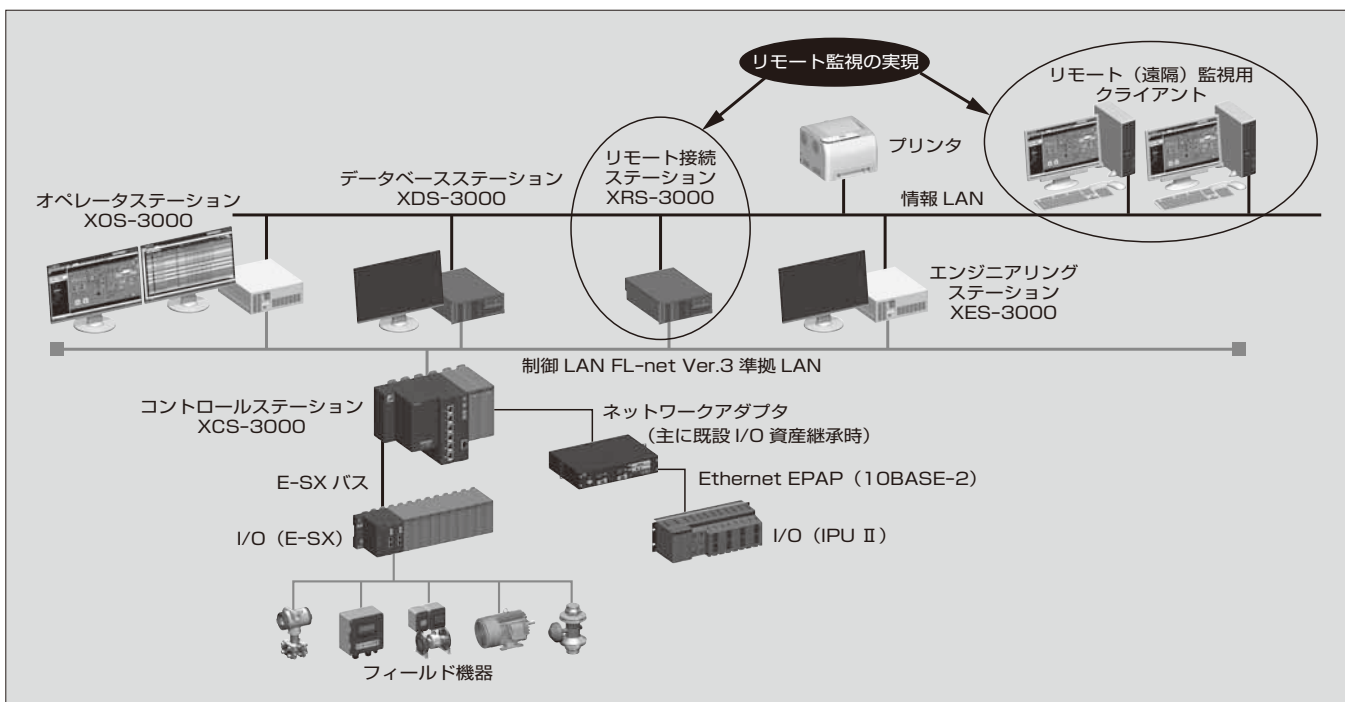 リモート監視の実現
リモート（遠隔）監視用
クライアント
プリンタ
リモート接続
ステーション
XRS-3000
データベースステーション
XDS-3000
オペレータステーション
XOS-3000
情報 LAN
エンジニアリング
ステーション
XES-3000
制御 LAN FL-net Ver.3 準拠 LAN
コントロールステーション
XCS-3000
ネットワークアダプタ
（主に既設 I/O 資産継承時）
E-SX バス
Ethernet EPAP（10BASE-2）
I/O（E-SX）
I/O（IPU Ⅱ）
フィールド機器